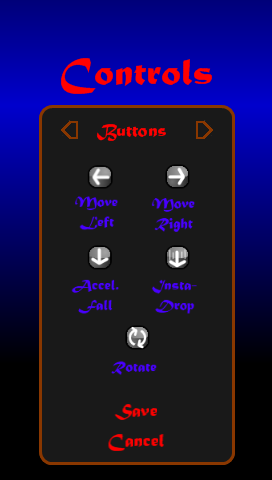 Controls
Buttons
Move Left
Move Right
Accel. Fall
Insta-Drop
Rotate
Save
Cancel